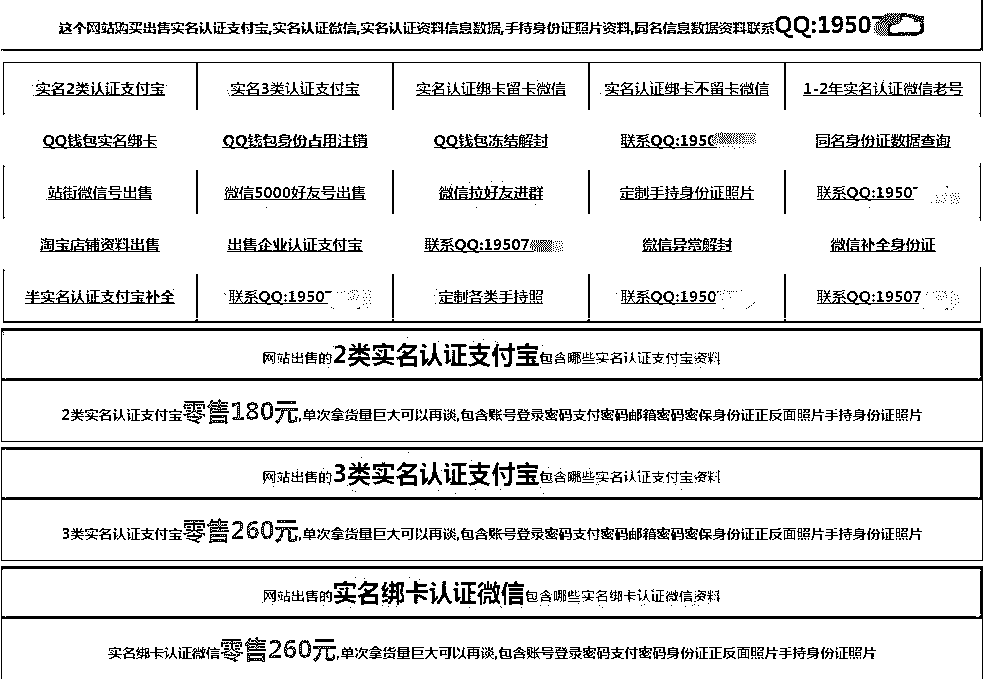 这个网站购买出售实名认证支付宝,实名认证微信,实名认证资料信息数据,手持身份证照片资料,同名信息数据资料联系QQ:1950
实名2类认证支付宝 实名3类认证支付宝 实名认证绑卡留卡微信 实名认证绑卡不留卡微信 1-2年实名认证微信老号
QQ钱包实名绑卡 QQ钱包身份占用注销 QQ钱包冻结解封 联系QQ:1950 同名身份证数据查询
站街微信号出售 微信5000好友号出售 微信拉好友进群 定制手持身份证照片 联系QQ:1950
淘宝店铺资料出售 出售企业认证支付宝 联系QQ:19507 微信异常解封 微信补全身份证
半实名认证支付宝补全 联系QQ:1950 定制各类手持照 联系QQ:1950 联系QQ:19507
网站出售的2类实名认证支付宝包含哪些实名认证支付宝资料
2类实名认证支付宝零售180元,单次拿货量巨大可以再谈,包含账号登录密码支付密码邮箱密码密保身份证正反面照片手持身份证照片
网站出售的3类实名认证支付宝包含哪些实名认证支付宝资料
3类实名认证支付宝零售260元,单次拿货量巨大可以再谈,包含账号登录密码支付密码邮箱密码密保身份证正反面照片手持身份证照片
网站出售的实名绑卡认证微信包含哪些实名绑卡认证微信资料
实名绑卡认证微信零售260元,单次拿货量巨大可以再谈,包含账号登录密码支付密码身份证正反面照片手持身份证照片